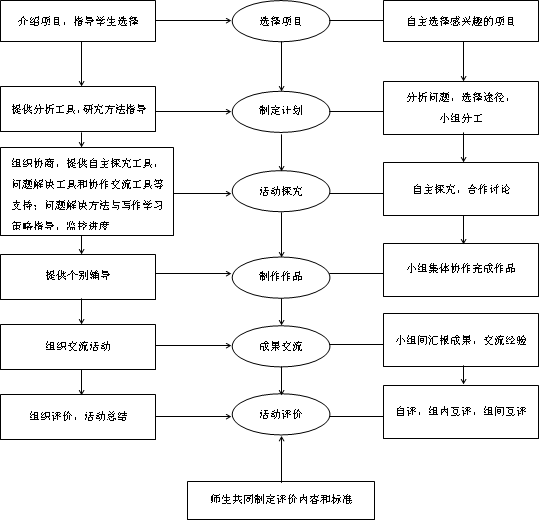 介绍项目，指导学生选择
选择项目
自主选择感兴趣的项目
提供分析工具，研究方法指导
制定计划
分析问题，选择途径，
小组分工
组织协商，提供自主探究工具，
问题解决工具和协作交流工具等
支持；问题解决方法与写作学习
策略指导，监控进度
活动探究
自主探究，合作讨论
提供个别辅导
制作作品
小组集体协作完成作品
组织交流活动
成果交流
小组间汇报成果，交流经验
组织评价，活动总结
活动评价
自评，组内互评，组间互评
师生共同制定评价内容和标准